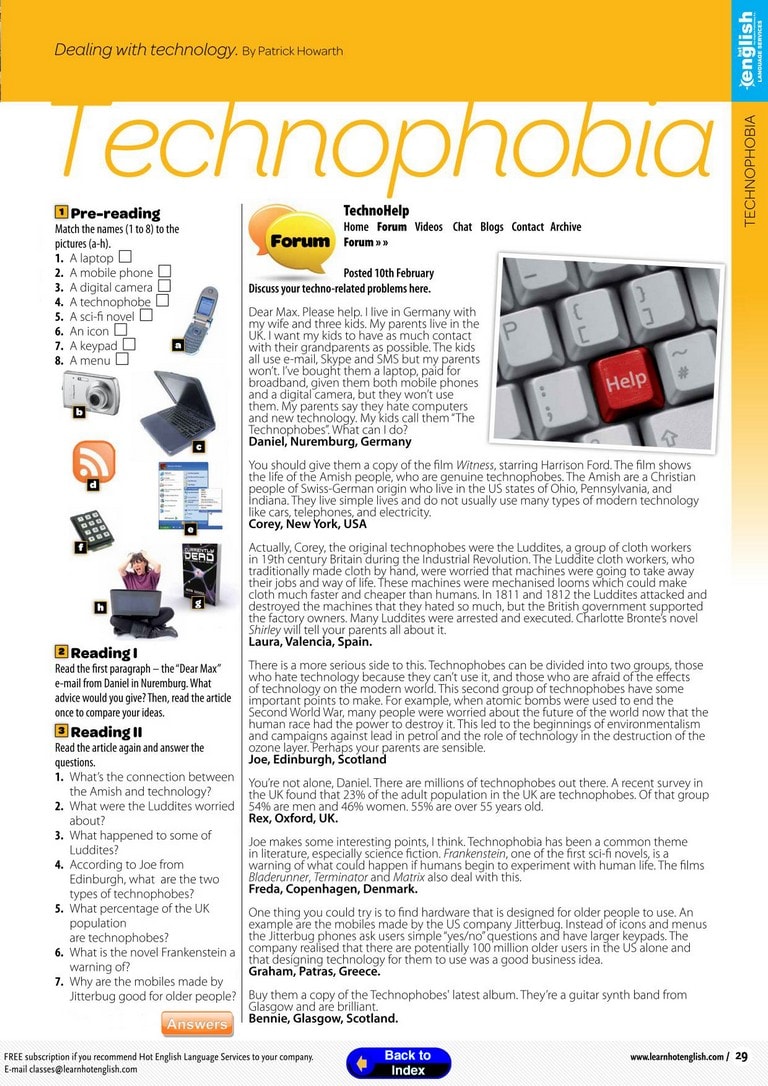 Dealing with technology. By Patrick Howarth
hot
english
LANGUAGE SERVICES
Technophobia
TECHNOPHOBIA
1 Pre-reading
Match the names (1 to 8) to the
pictures (a-h).
1. A laptop
2. A mobile phone
3. A digital camera
4. A technophobe
5. A sci-fi novel
6. An icon
7. A keypad
8. A menu
a
b
c
d
e
f
CURRENTLY
DEAD
g
h
2 Reading I
Read the first paragraph – the “Dear Max”
e-mail from Daniel in Nuremburg. What
advice would you give? Then, read the article
once to compare your ideas.
3 Reading II
Read the article again and answer the
questions.
1. What’s the connection between
the Amish and technology?
2. What were the Luddites worried
about?
3. What happened to some of
Luddites?
4. According to Joe from
Edinburgh, what are the two
types of technophobes?
5. What percentage of the UK
population
are technophobes?
6. What is the novel Frankenstein a
warning of?
7. Why are the mobiles made by
Jitterbug good for older people?
Answers
Forum
TechnoHelp
Home Forum Videos Chat Blogs Contact Archive
Forum » »
Posted 10th February
Discuss your techno-related problems here.
Dear Max. Please help. I live in Germany with
my wife and three kids. My parents live in the
UK. I want my kids to have as much contact
with their grandparents as possible. The kids
all use e-mail, Skype and SMS but my parents
won’t. I’ve bought them a laptop, paid for
broadband, given them both mobile phones
and a digital camera, but they won’t use
them. My parents say they hate computers
and new technology. My kids call them “The
Technophobes”. What can I do?
Daniel, Nuremburg, Germany
P
{
[
}
]
:
;
Help
~
#
You should give them a copy of the film Witness, starring Harrison Ford. The film shows
the life of the Amish people, who are genuine technophobes. The Amish are a Christian
people of Swiss-German origin who live in the US states of Ohio, Pennsylvania, and
Indiana. They live simple lives and do not usually use many types of modern technology
like cars, telephones, and electricity.
Corey, New York, USA
Actually, Corey, the original technophobes were the Luddites, a group of cloth workers
in 19th century Britain during the Industrial Revolution. The Luddite cloth workers, who
traditionally made cloth by hand, were worried that machines were going to take away
their jobs and way of life. These machines were mechanised looms which could make
cloth much faster and cheaper than humans. In 1811 and 1812 the Luddites attacked and
destroyed the machines that they hated so much, but the British government supported
the factory owners. Many Luddites were arrested and executed. Charlotte Bronte’s novel
Shirley will tell your parents all about it.
Laura, Valencia, Spain.
There is a more serious side to this. Technophobes can be divided into two groups, those
who hate technology because they can’t use it, and those who are afraid of the effects
of technology on the modern world. This second group of technophobes have some
important points to make. For example, when atomic bombs were used to end the
Second World War, many people were worried about the future of the world now that the
human race had the power to destroy it. This led to the beginnings of environmentalism
and campaigns against lead in petrol and the role of technology in the destruction of the
ozone layer. Perhaps your parents are sensible.
Joe, Edinburgh, Scotland
You’re not alone, Daniel. There are millions of technophobes out there. A recent survey in
the UK found that 23% of the adult population in the UK are technophobes. Of that group
54% are men and 46% women. 55% are over 55 years old.
Rex, Oxford, UK.
Joe makes some interesting points, I think. Technophobia has been a common theme
in literature, especially science fiction. Frankenstein, one of the first sci-fi novels, is a
warning of what could happen if humans begin to experiment with human life. The films
Bladerunner, Terminator and Matrix also deal with this.
Freda, Copenhagen, Denmark.
One thing you could try is to find hardware that is designed for older people to use. An
example are the mobiles made by the US company Jitterbug. Instead of icons and menus
the Jitterbug phones ask users simple “yes/no” questions and have larger keypads. The
company realised that there are potentially 100 million older users in the US alone and
that designing technology for them to use was a good business idea.
Graham, Patras, Greece.
Buy them a copy of the Technophobes' latest album. They’re a guitar synth band from
Glasgow and are brilliant.
Bennie, Glasgow, Scotland.
FREE subscription if you recommend Hot English Language Services to your company.
E-mail classes@learnhotenglish.com
Back to
Index
www.learnhotenglish.com / 29